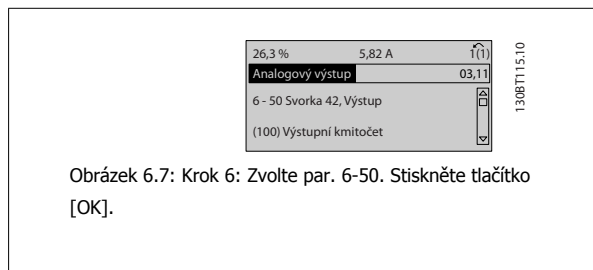 26,3 % 5,82 A 1(1)
Analogový výstup 03,11
6 - 50 Svorka 42, Výstup
(100) Výstupní kmitočet
130BT115.10
Obrázek 6.7: Krok 6: Zvolte par. 6-50. Stiskněte tlačítko
[OK].